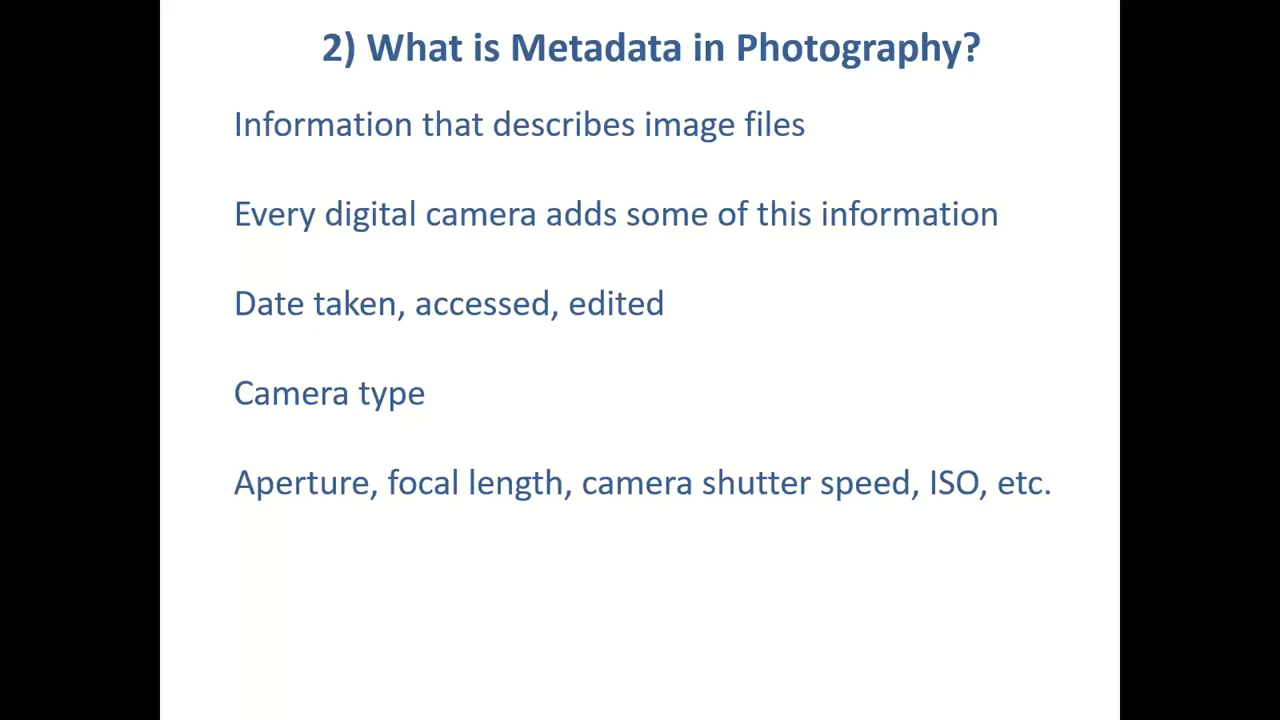 2) What is Metadata in Photography?
Information that describes image files
Every digital camera adds some of this information
Date taken, accessed, edited
Camera type
Aperture, focal length, camera shutter speed, ISO, etc.